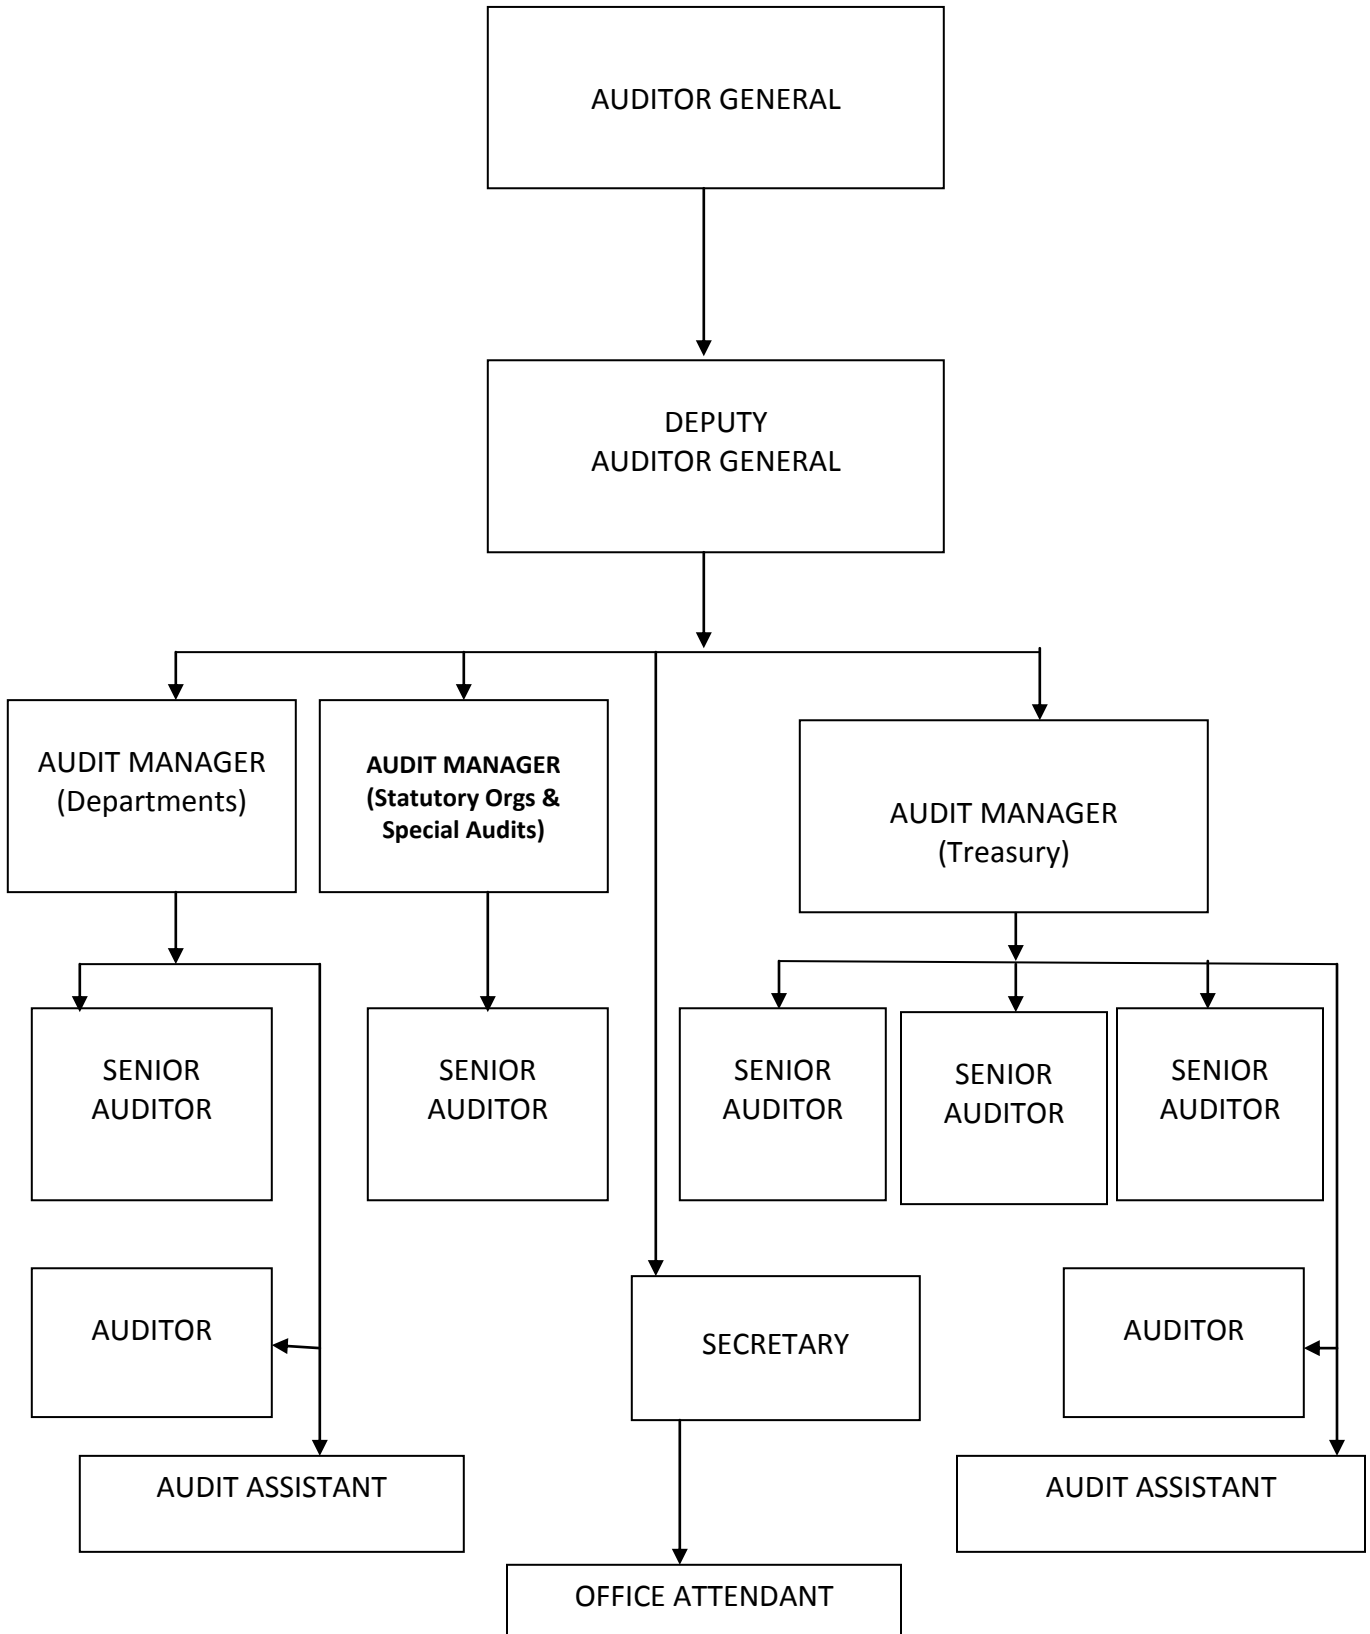 AUDITOR GENERAL
DEPUTY
AUDITOR GENERAL
AUDIT MANAGER
(Departments)
AUDIT MANAGER
(Statutory Orgs &
Special Audits)
AUDIT MANAGER
(Treasury)
SENIOR
AUDITOR
SENIOR
AUDITOR
SENIOR
AUDITOR
SENIOR
AUDITOR
SENIOR
AUDITOR
AUDITOR
SECRETARY
AUDITOR
AUDIT ASSISTANT
AUDIT ASSISTANT
OFFICE ATTENDANT